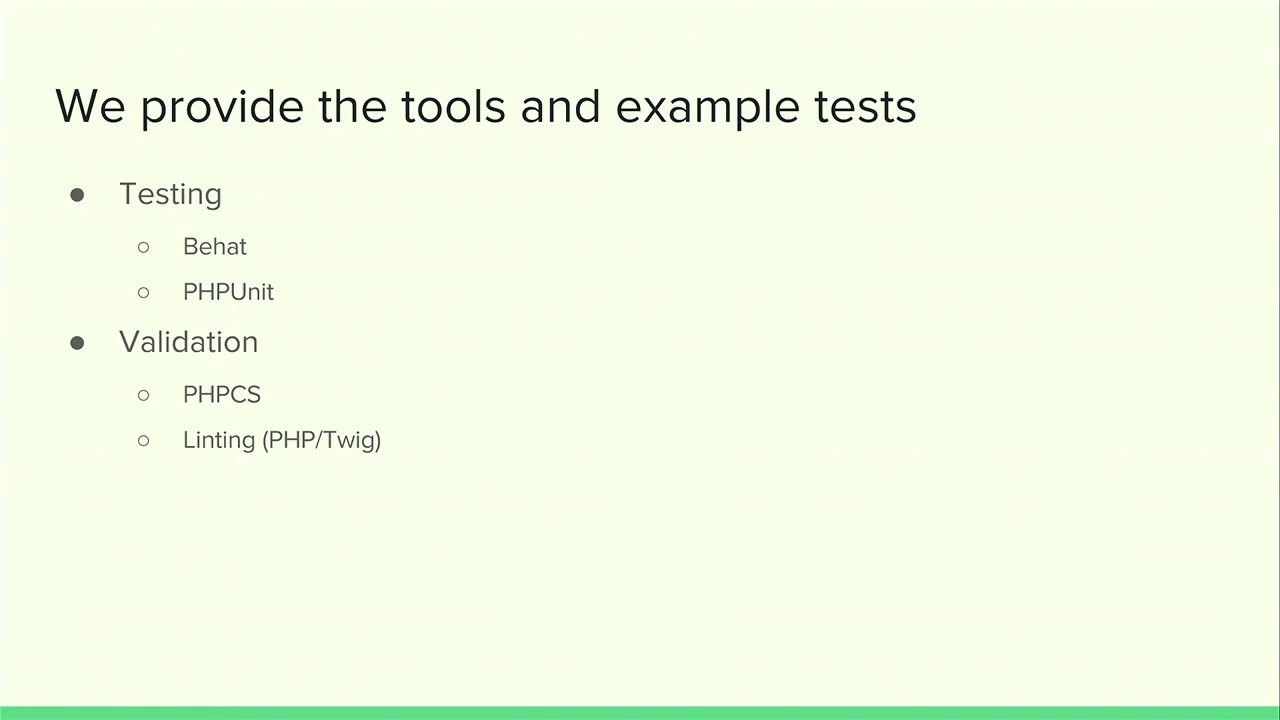 We provide the tools and example tests
● Testing
○ Behat
○ PHPUnit
● Validation
○ PHPCS
○ Linting (PHP/Twig)